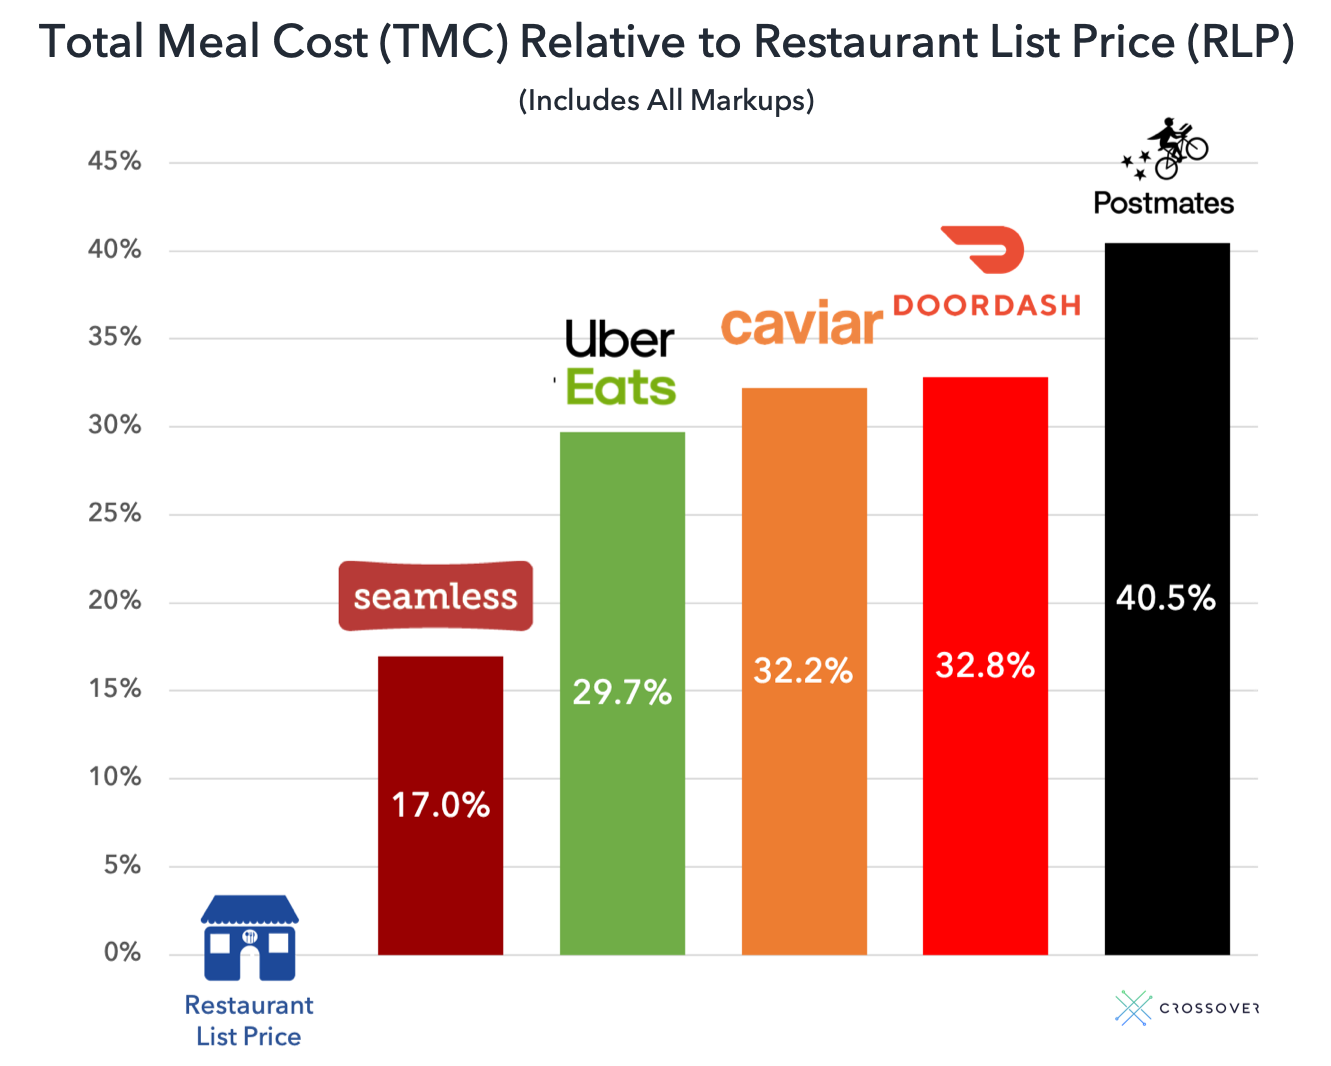 Total Meal Cost (TMC) Relative to Restaurant List Price (RLP)
(Includes All Markups)
45%
40%
35%
30%
25%
20%
15%
10%
5%
0%
Restaurant
List Price
seamless
17.0%
Uber
Eats
29.7%
caviar
32.2%
DOORDASH
32.8%
Postmates
40.5%
CROSSOVER